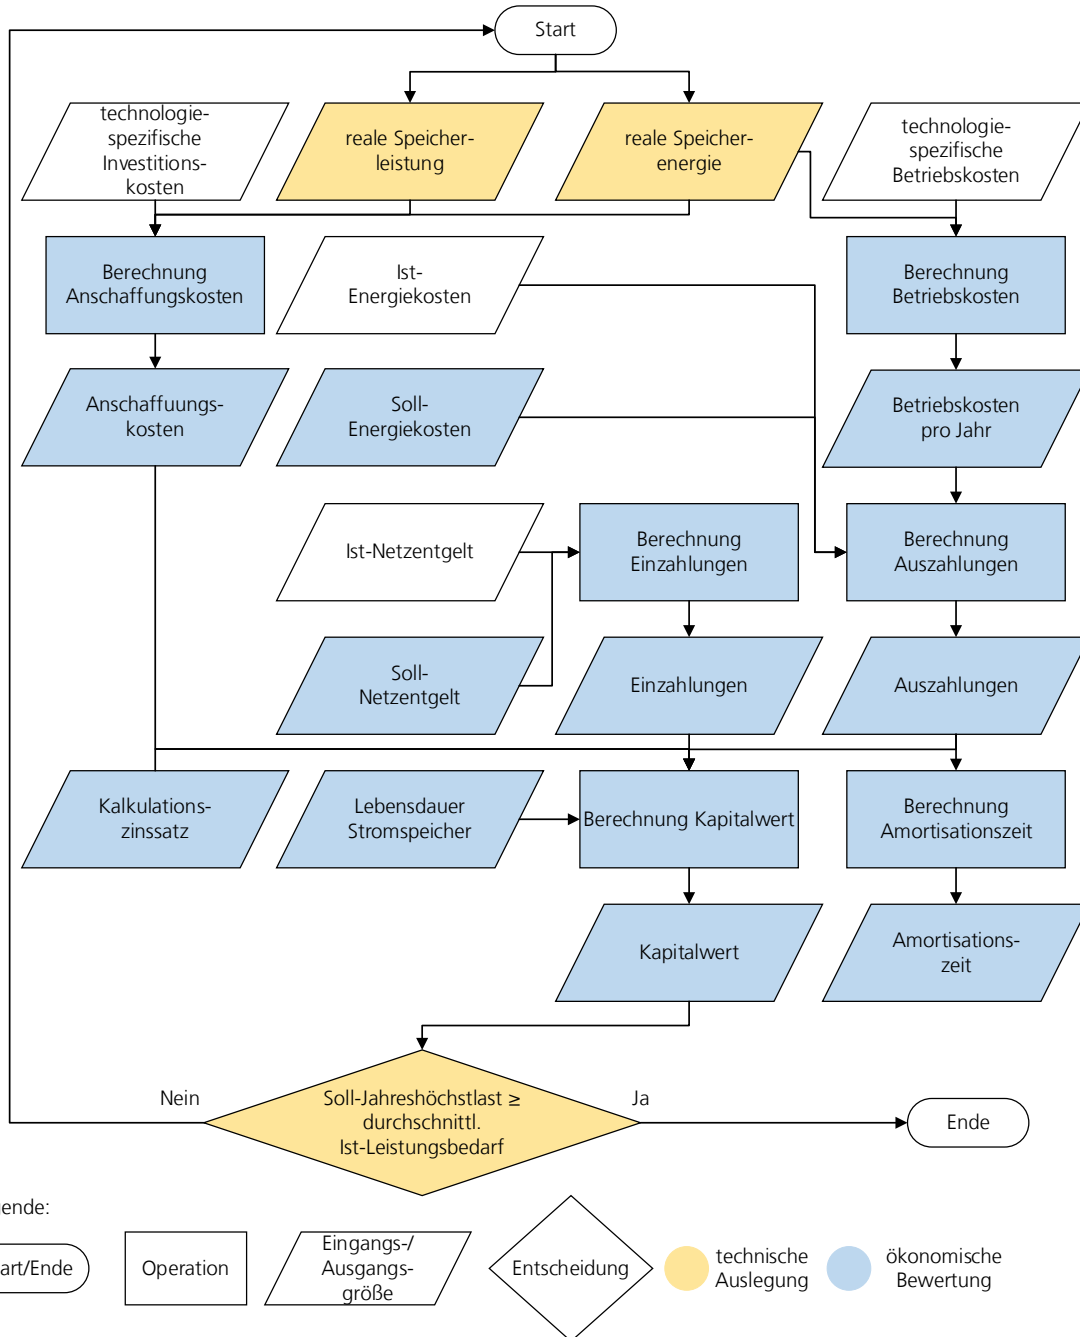 Start
technologie-
spezifische
Investitions-
kosten
reale Speicher-
leistung
reale Speicher-
energie
technologie-
spezifische
Betriebskosten
Berechnung
Anschaffungskosten
Ist-
Energiekosten
Berechnung
Betriebskosten
Anschaffuungs-
kosten
Soll-
Energiekosten
Betriebskosten
pro Jahr
Ist-Netzentgelt
Berechnung
Einzahlungen
Berechnung
Auszahlungen
Soll-
Netzentgelt
Einzahlungen
Auszahlungen
Kalkulations-
zinssatz
Lebensdauer
Stromspeicher
Berechnung Kapitalwert
Berechnung
Amortisationszeit
Kapitalwert
Amortisations-
zeit
Nein
Soll-Jahreshöchstlast ≥
durchschnittl.
Ist-Leistungsbedarf
Ja
Ende
ende:
art/Ende
Operation
Eingangs-/
Ausgangs-
größe
Entscheidung
technische
Auslegung
ökonomische
Bewertung